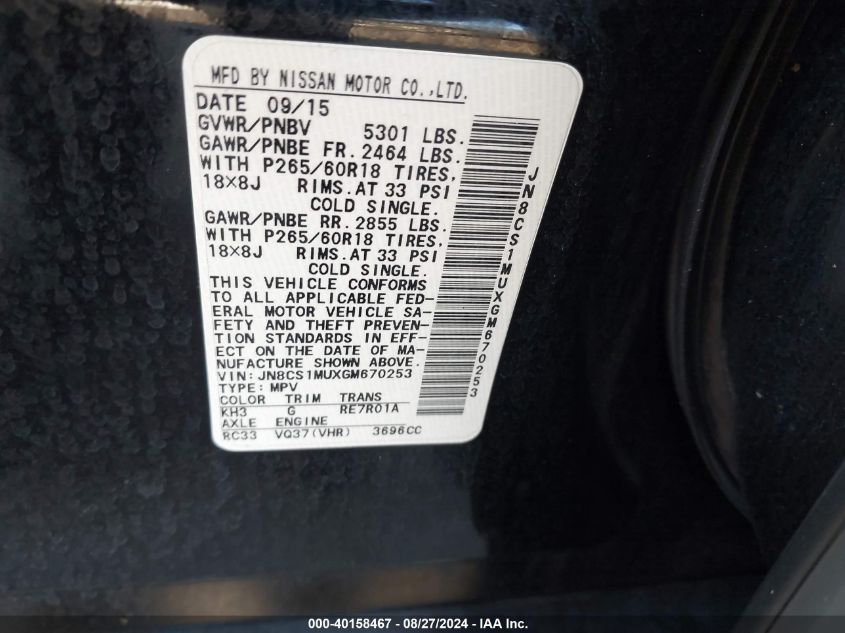 MFD BY NISSAN MOTOR CO.,LTD.
DATE 09/15
GVWR/PNBV 5301 LBS.
GAWR/PNBE FR. 2464 LBS.
WITH P265/60R18 TIRES,
18×8J RIMS. AT 33 PSI
COLD SINGLE.
GAWR/PNBE RR. 2855 LBS.
WITH P265/60R18 TIRES,
18×8J RIMS. AT 33 PSI
COLD SINGLE.
THIS VEHICLE CONFORMS
TO ALL APPLICABLE FED-
ERAL MOTOR VEHICLE SA-
FETY AND THEFT PREVEN-
TION STANDARDS IN EFF-
ECT ON THE DATE OF MA-
NUFACTURE SHOWN ABOVE.
VIN: JN8CS1MUXGM670253
TYPE: MPV
COLOR TRIM TRANS
KH3 G RE7R01A
AXLE ENGINE
RC33 VQ37(VHR) 3696CC
JN8CS1MUXGM670253
000-40158467 - 08/27/2024 - IAA Inc.